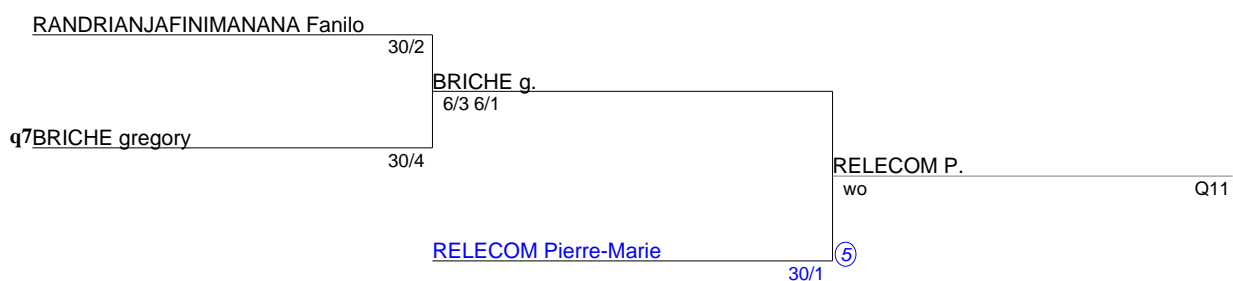 RANDRIANJAFINIMANANA Fanilo
30/2
BRICHE g.
6/3 6/1
q7BRICHE gregory
30/4
RELECOM P.
wo Q11
RELECOM Pierre-Marie 5
30/1